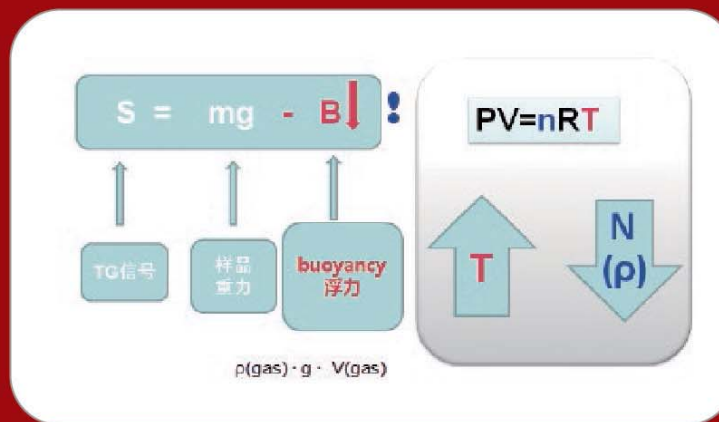 S = mg - B↓ !
TG信号
样品
重力
buoyancy
浮力
ρ(gas)·g· V(gas)
PV=nRT
T
N
(ρ)